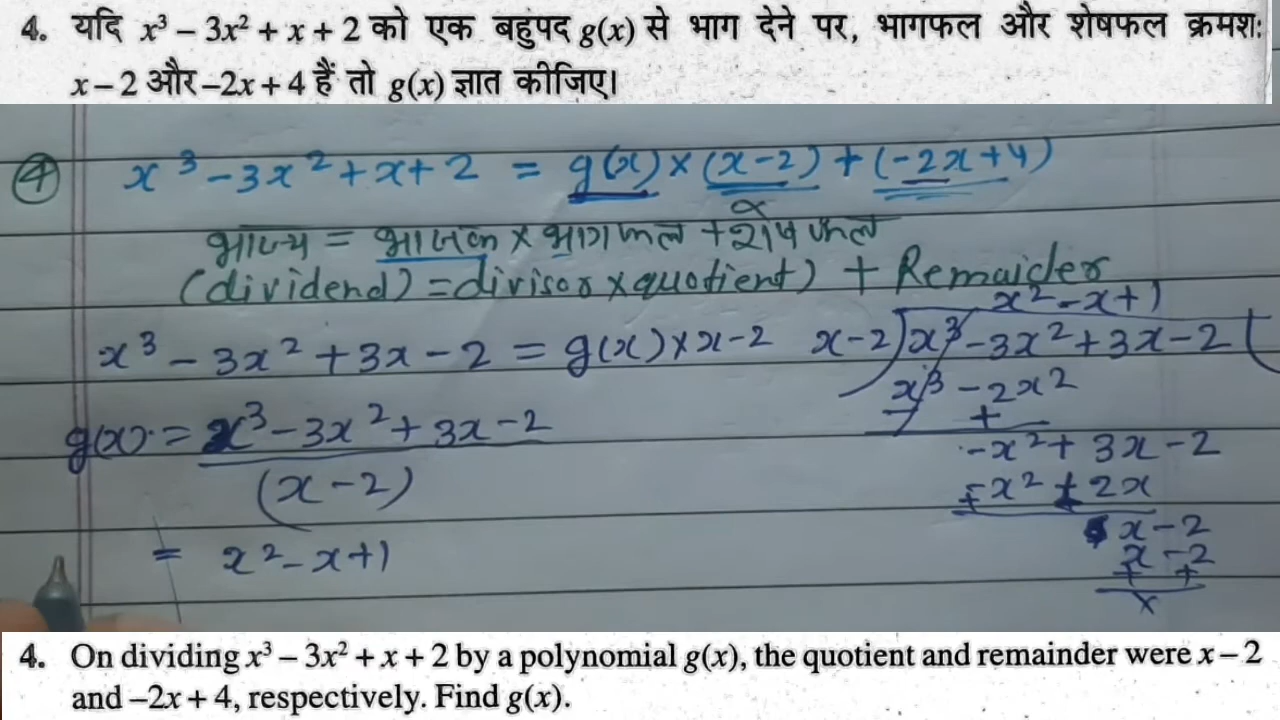 4. यदि x³ – 3x² + x + 2 को एक बहुपद g(x) से भाग देने पर, भागफल और शेषफल क्रमशः
x – 2 और –2x + 4 हैं तो g(x) ज्ञात कीजिए।
④ x³ - 3x² + x + 2 = g(x) × (x-2) + (-2x+4)
भाज्य = भाजक × भागफल + शेषफल
(dividend) = divisor × quotient) + Remaider
x³ - 3x² + 3x - 2 = g(x) × x - 2
g(x) = x³ - 3x² + 3x - 2
(x - 2)
= x² - x + 1
x² - x + 1
x-2) x³ - 3x² + 3x - 2 (
x³ - 2x²
- +
-x² + 3x - 2
-x² + 2x
x - 2
x - 2
x
4. On dividing x³ – 3x² + x + 2 by a polynomial g(x), the quotient and remainder were x – 2
and –2x + 4, respectively. Find g(x).